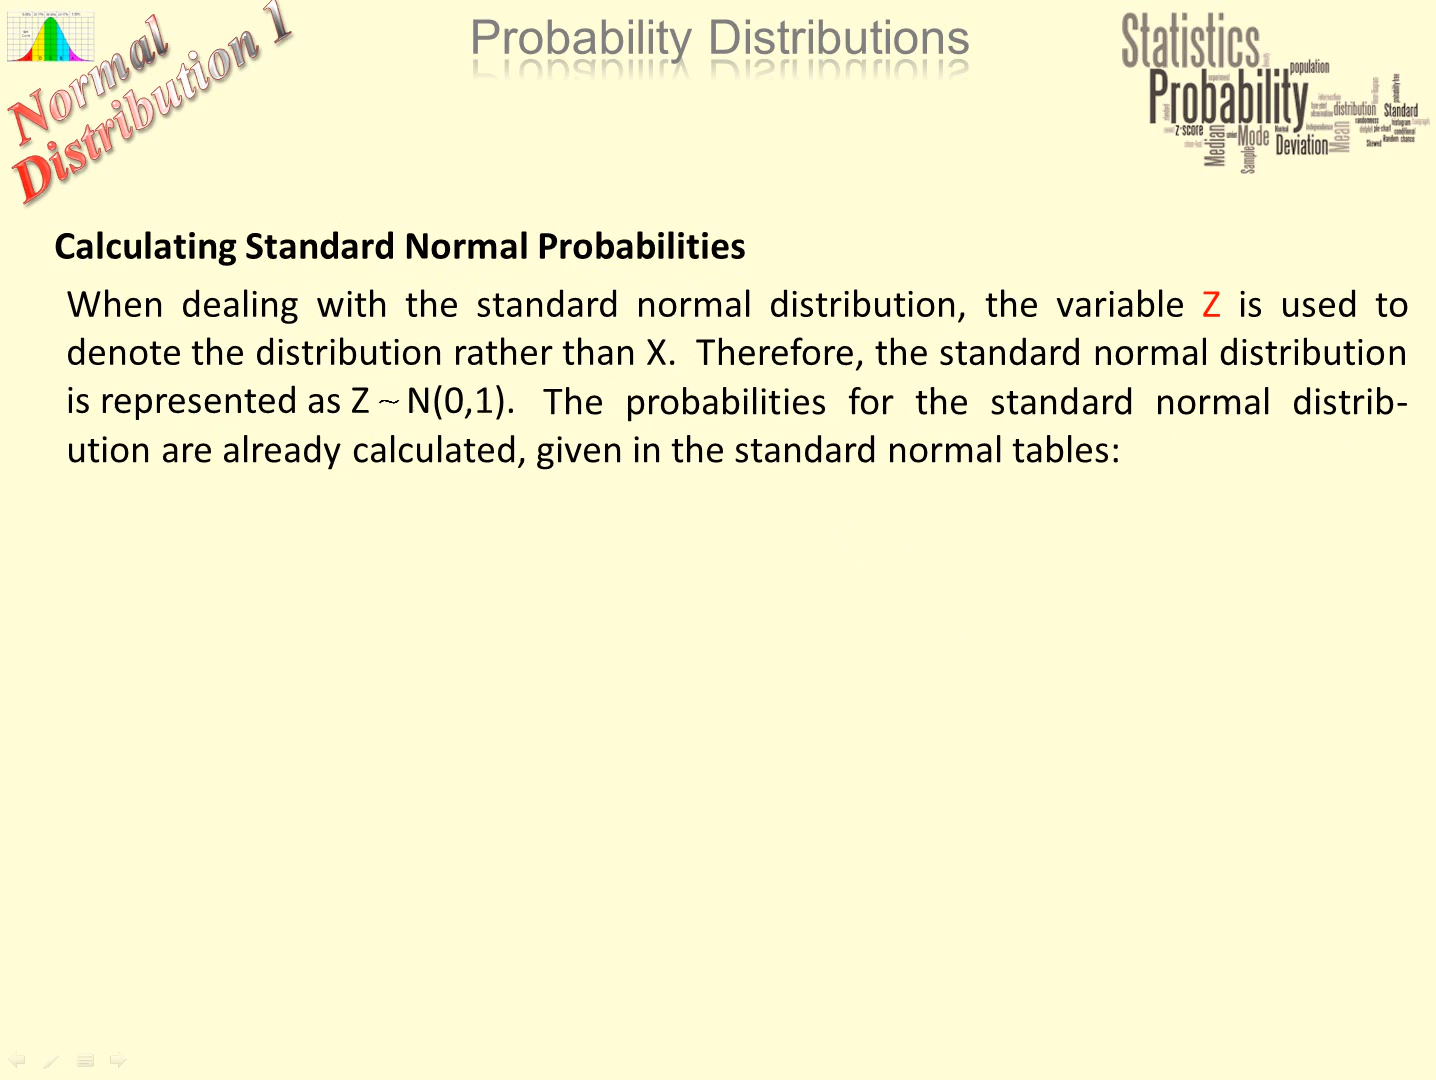 Normal
Distribution 1
Probability Distributions
Statistics
population
Probability
distribution
Standard
z-score
Median
Mode
Mean
Deviation
Sample
Skewed
Calculating Standard Normal Probabilities
When dealing with the standard normal distribution, the variable Z is used to
denote the distribution rather than X. Therefore, the standard normal distribution
is represented as Z ~ N(0,1). The probabilities for the standard normal distrib-
ution are already calculated, given in the standard normal tables: